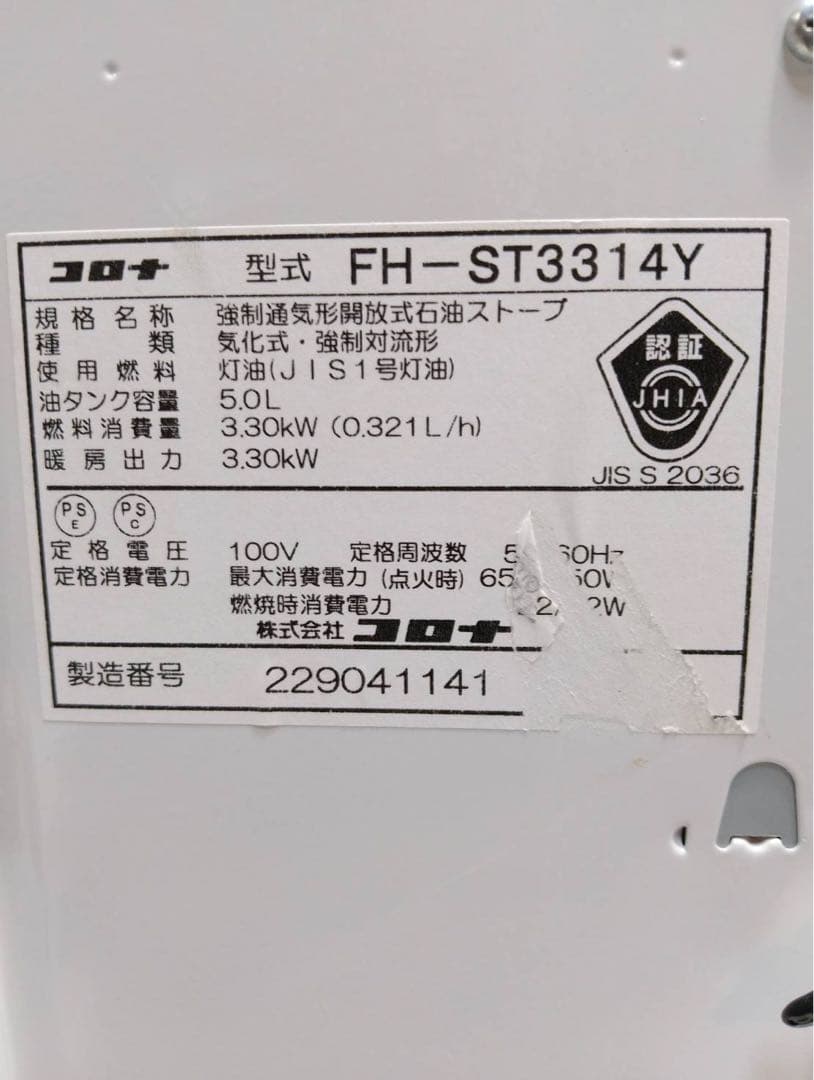 コロナ 型式 FH-ST3314Y
規格名称 強制通気形開放式石油ストーブ
種類 気化式・強制対流形
使用燃料 灯油(JIS1号灯油)
油タンク容量 5.0L
燃料消費量 3.30kW (0.321L/h)
暖房出力 3.30kW
認証
JHIA
JIS S 2036
PS E PS C
定格電圧 100V 定格周波数
定格消費電力 最大消費電力 (点火時)
燃焼時消費電力
株式会社 コロナ
製造番号 229041141